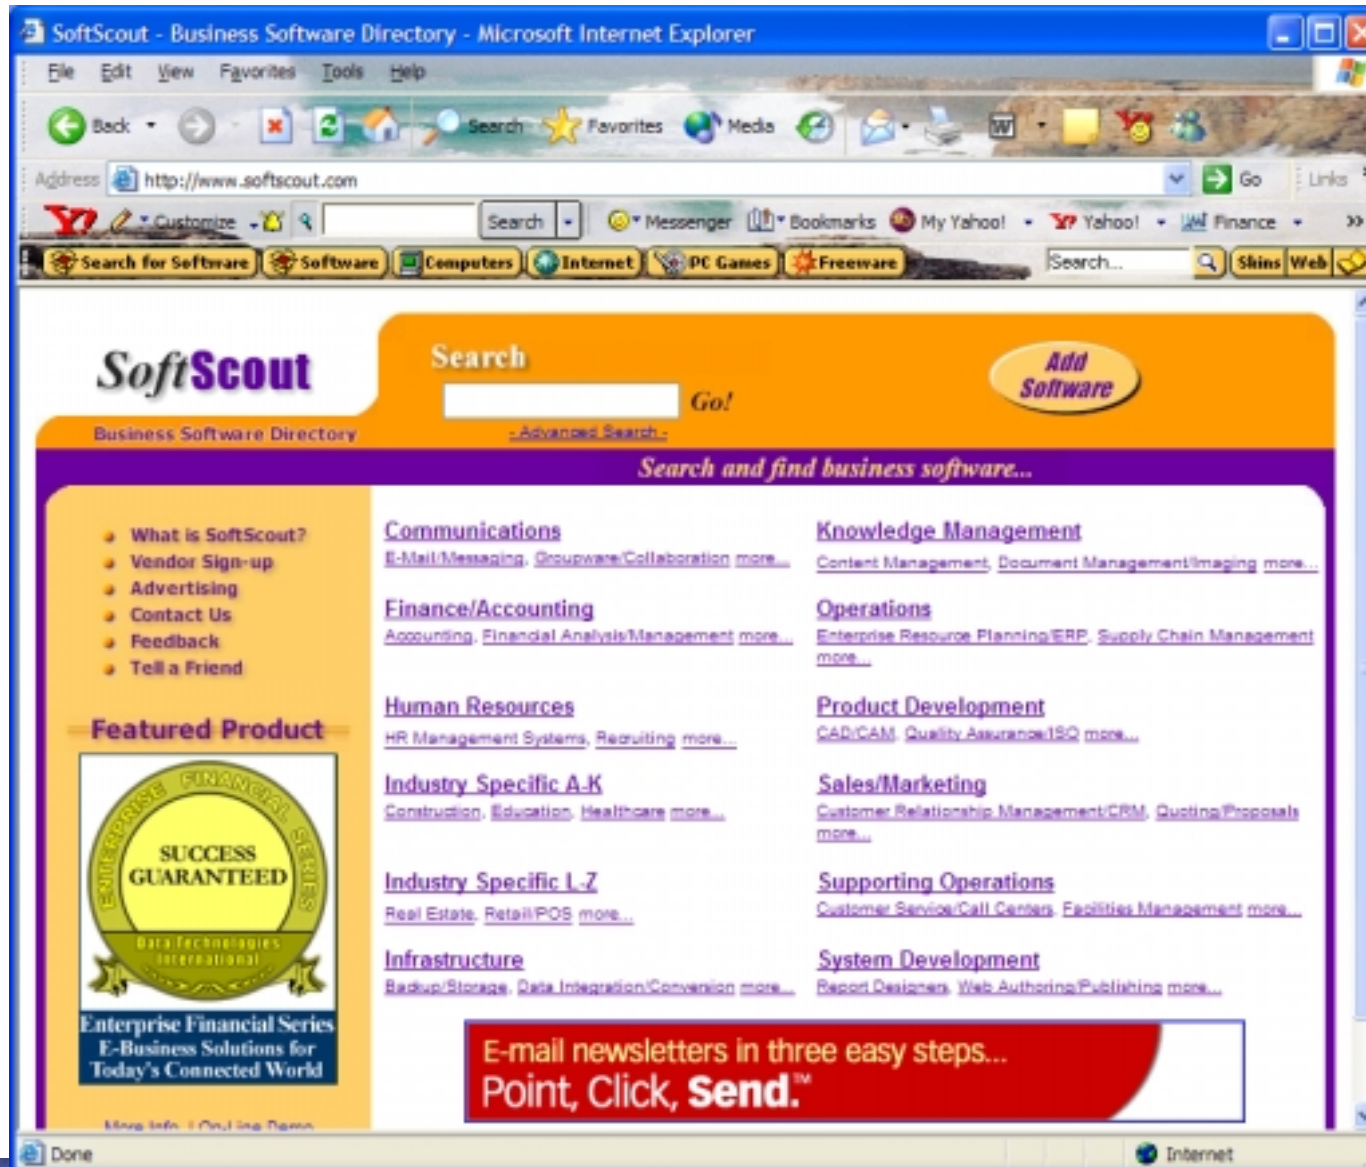 SoftScout - Business Software Directory - Microsoft Internet Explorer
File Edit View Favorites Tools Help
Back Search Favorites Media
Address http://www.softscout.com Go Links
Y! Customize Search Messenger Bookmarks My Yahoo! Yahoo! Finance »
Search for Software Software Computers Internet PC Games Freeware Search... Skins Web
SoftScout
Business Software Directory
Search
Go!
- Advanced Search -
Add Software
Search and find business software...
What is SoftScout?
Vendor Sign-up
Advertising
Contact Us
Feedback
Tell a Friend
Featured Product
ENTERPRISE FINANCIAL SERIES
SUCCESS
GUARANTEED
Data Technologies
International
Enterprise Financial Series
E-Business Solutions for
Today's Connected World
More Info | On-Line Demo
Communications
E-Mail/Messaging, Groupware/Collaboration more...
Finance/Accounting
Accounting, Financial Analysis/Management more...
Human Resources
HR Management Systems, Recruiting more...
Industry Specific A-K
Construction, Education, Healthcare more...
Industry Specific L-Z
Real Estate, Retail/POS more...
Infrastructure
Backup/Storage, Data Integration/Conversion more...
Knowledge Management
Content Management, Document Management/Imaging more...
Operations
Enterprise Resource Planning/ERP, Supply Chain Management
more...
Product Development
CAD/CAM, Quality Assurance/ISO more...
Sales/Marketing
Customer Relationship Management/CRM, Quoting/Proposals
more...
Supporting Operations
Customer Service/Call Centers, Facilities Management more...
System Development
Report Designers, Web Authoring/Publishing more...
E-mail newsletters in three easy steps...
Point, Click, Send.™
Done Internet